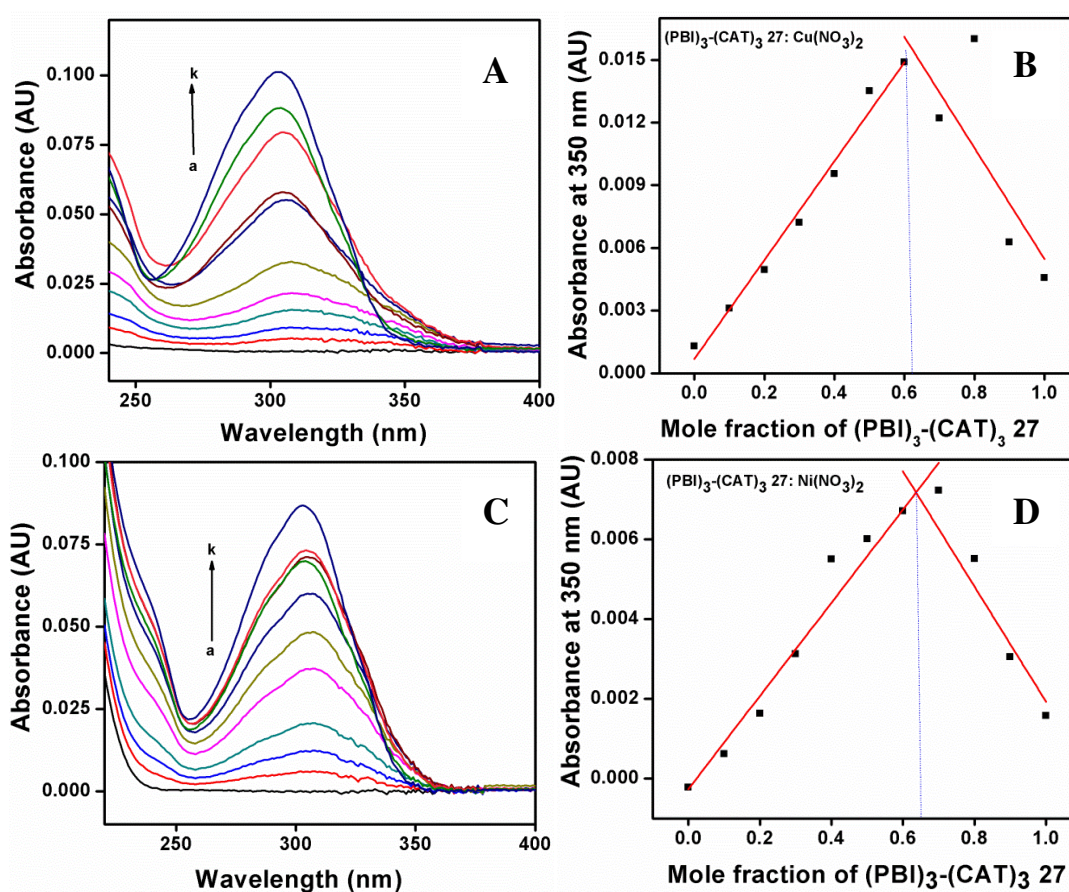 A
k
a
Absorbance (AU)
0.100
0.075
0.050
0.025
0.000
250 300 350 400
Wavelength (nm)
B
(PBI)₃-(CAT)₃ 27: Cu(NO₃)₂
Absorbance at 350 nm (AU)
0.015
0.012
0.009
0.006
0.003
0.000
0.0 0.2 0.4 0.6 0.8 1.0
Mole fraction of (PBI)₃-(CAT)₃ 27
C
k
a
Absorbance (AU)
0.100
0.075
0.050
0.025
0.000
250 300 350 400
Wavelength (nm)
D
(PBI)₃-(CAT)₃ 27: Ni(NO₃)₂
Absorbance at 350 nm (AU)
0.008
0.006
0.004
0.002
0.000
0.0 0.2 0.4 0.6 0.8 1.0
Mole fraction of (PBI)₃-(CAT)₃ 27